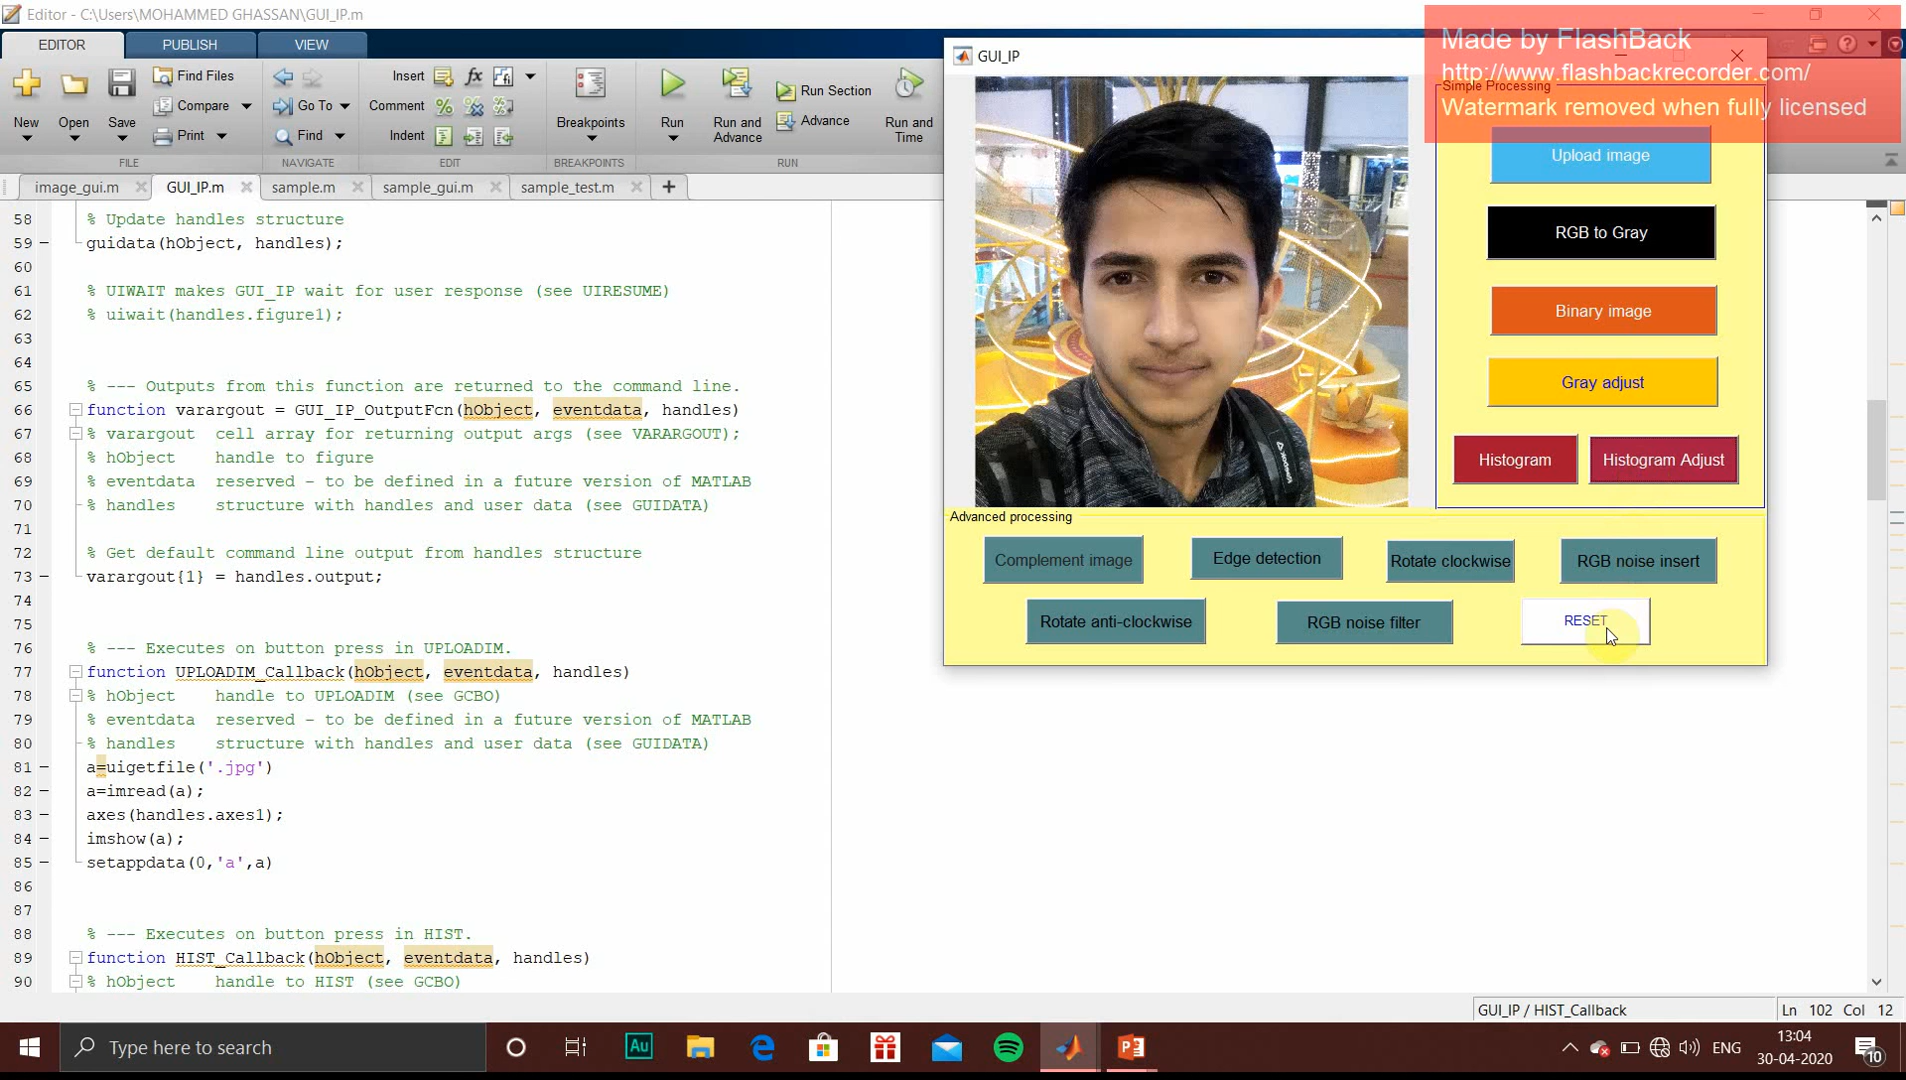 Editor - C:\Users\MOHAMMED GHASSAN\GUI_IP.m
EDITOR PUBLISH VIEW
New
Open
Save
Find Files
Compare
Print
FILE
Go To
Find
NAVIGATE
Insert
Comment
Indent
EDIT
Breakpoints
BREAKPOINTS
Run
Run and Advance
Run Section
Advance
Run and Time
RUN
image_gui.m GUI_IP.m sample.m sample_gui.m sample_test.m
58 % Update handles structure
59 guidata(hObject, handles);
60
61 % UIWAIT makes GUI_IP wait for user response (see UIRESUME)
62 % uiwait(handles.figure1);
63
64
65 % --- Outputs from this function are returned to the command line.
66 function varargout = GUI_IP_OutputFcn(hObject, eventdata, handles)
67 % varargout cell array for returning output args (see VARARGOUT);
68 % hObject handle to figure
69 % eventdata reserved - to be defined in a future version of MATLAB
70 % handles structure with handles and user data (see GUIDATA)
71
72 % Get default command line output from handles structure
73 varargout{1} = handles.output;
74
75
76 % --- Executes on button press in UPLOADIM.
77 function UPLOADIM_Callback(hObject, eventdata, handles)
78 % hObject handle to UPLOADIM (see GCBO)
79 % eventdata reserved - to be defined in a future version of MATLAB
80 % handles structure with handles and user data (see GUIDATA)
81 a=uigetfile('.jpg')
82 a=imread(a);
83 axes(handles.axes1);
84 imshow(a);
85 setappdata(0,'a',a)
86
87
88 % --- Executes on button press in HIST.
89 function HIST_Callback(hObject, eventdata, handles)
90 % hObject handle to HIST (see GCBO)
GUI_IP
Made by FlashBack
http://www.flashbackrecorder.com/
Watermark removed when fully licensed
Simple Processing
Upload image
RGB to Gray
Binary image
Gray adjust
Histogram
Histogram Adjust
Advanced processing
Complement image
Edge detection
Rotate clockwise
RGB noise insert
Rotate anti-clockwise
RGB noise filter
RESET
GUI_IP / HIST_Callback
Ln 102 Col 12
Type here to search
Au
ENG
13:04
30-04-2020
10